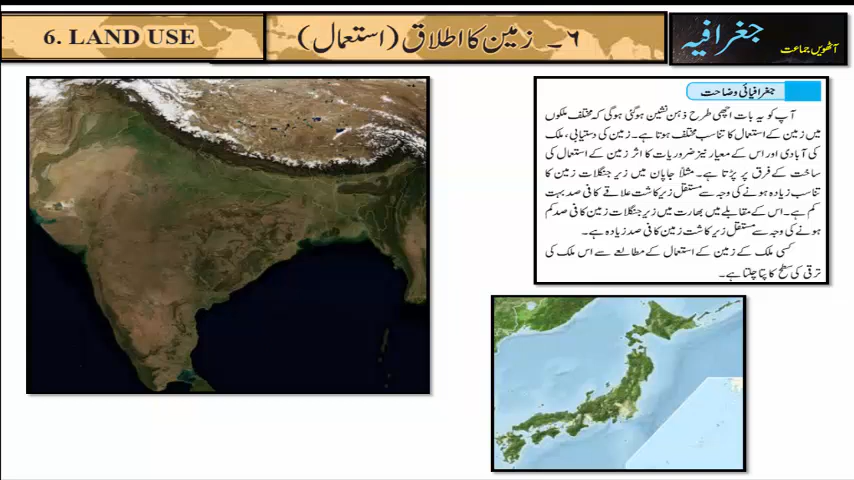 6. LAND USE
۶۔ زمین کا اطلاق (استعمال)
جغرافیہ
آٹھویں جماعت
جغرافیائی وضاحت
آپ کو یہ بات اچھی طرح ذہن نشین ہوگئی ہوگی کہ مختلف ملکوں
میں زمین کے استعمال کا تناسب مختلف ہوتا ہے۔ زمین کی دستیابی، ملک
کی آبادی اور اس کے معیار نیز ضروریات کا اثر زمین کے استعمال کی
ساخت کے فرق پر پڑتا ہے۔ مثلاً جاپان میں زیرِ جنگلات زمین کا
تناسب زیادہ ہونے کی وجہ سے مستقل زیرِ کاشت علاقے کا فی صد بہت
کم ہے۔ اس کے مقابلے میں بھارت میں زیرِ جنگلات زمین کا فی صد کم
ہونے کی وجہ سے مستقل زیرِ کاشت زمین کا فی صد زیادہ ہے۔
کسی ملک کے زمین کے استعمال کے مطالعے سے اس ملک کی
ترقی کی سطح کا پتا چلتا ہے۔